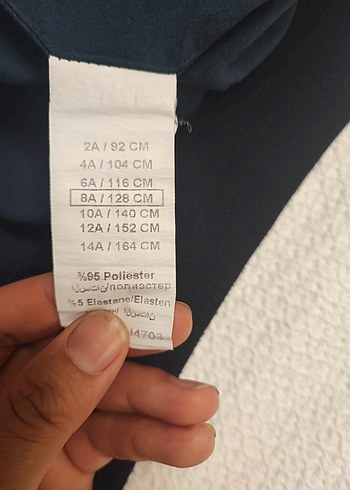 2A / 92 CM
4A / 104 CM
6A / 116 CM
8A / 128 CM
10A / 140 CM
12A / 152 CM
14A / 164 CM
%95 Poliester
полиэстер
%5 Elastane/Elasten